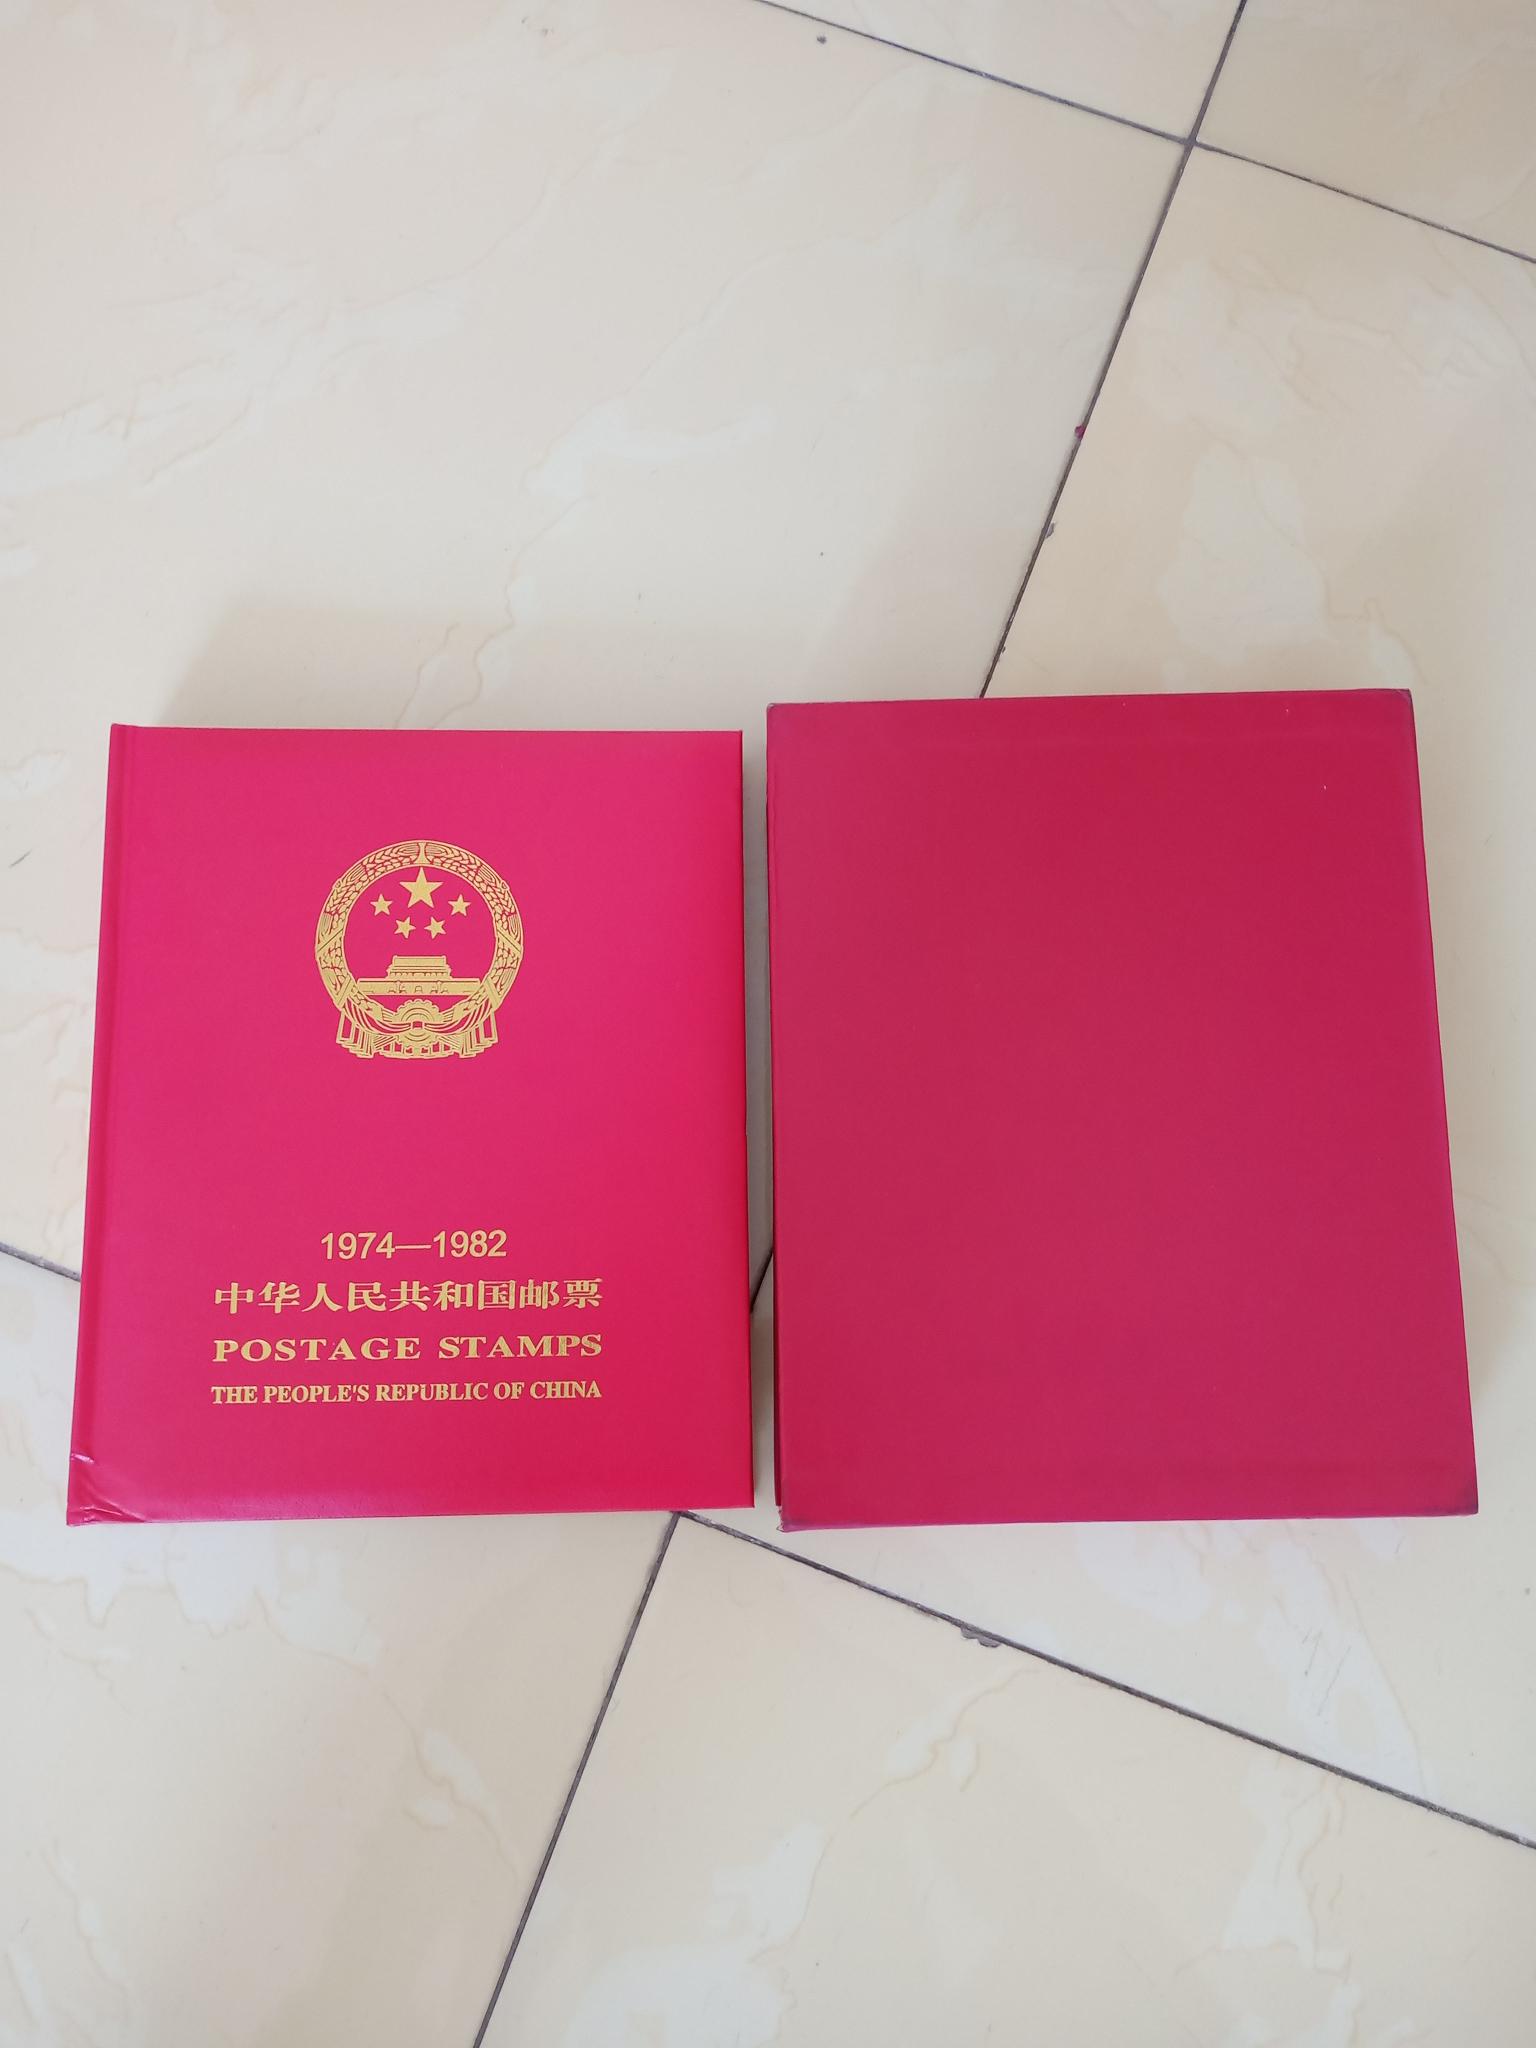 1974—1982
中华人民共和国邮票
POSTAGE STAMPS
THE PEOPLE'S REPUBLIC OF CHINA